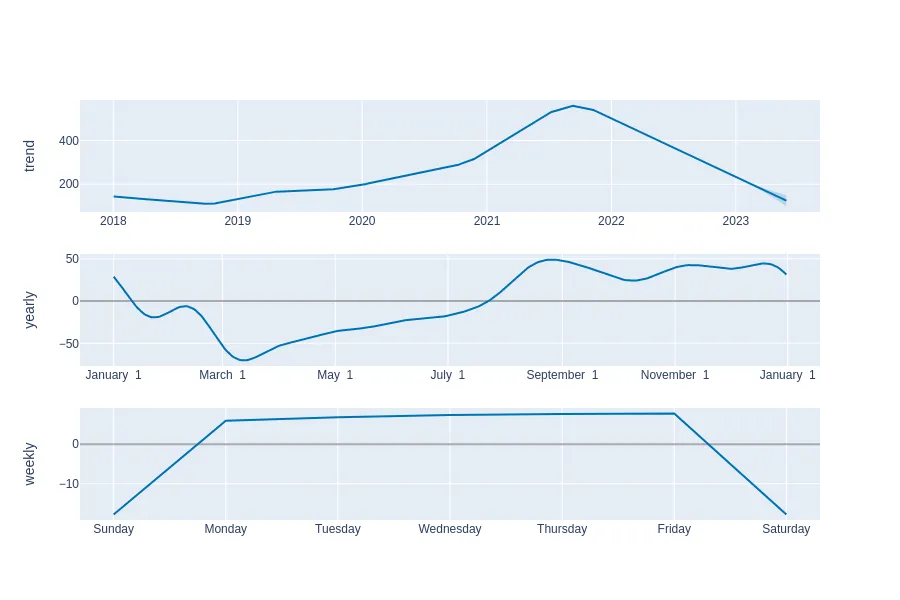 trend
400
200
2018 2019 2020 2021 2022 2023
yearly
50
0
−50
January 1 March 1 May 1 July 1 September 1 November 1 January 1
weekly
0
−10
Sunday Monday Tuesday Wednesday Thursday Friday Saturday